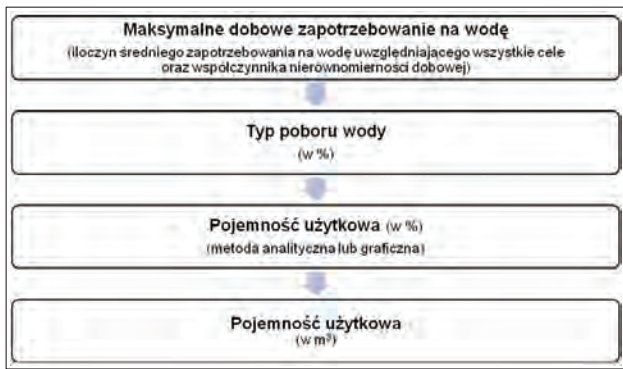 Maksymalne dobowe zapotrzebowanie na wodę
(iloczyn średniego zapotrzebowania na wodę uwzględniającego wszystkie cele
oraz współczynnika nierównomierności dobowej)
Typ poboru wody
(w %)
Pojemność użytkowa (w %)
(metoda analityczna lub graficzna)
Pojemność użytkowa
(w m³)